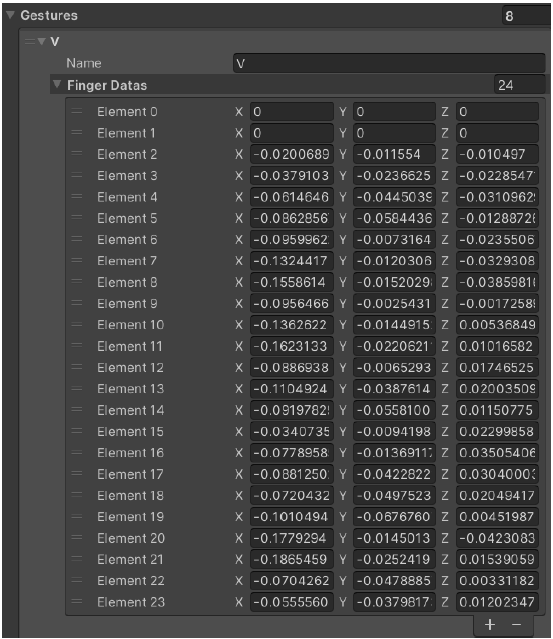 Gestures 8
V
Name V
Finger Datas 24
Element 0 X 0 Y 0 Z 0
Element 1 X 0 Y 0 Z 0
Element 2 X -0.0200689 Y -0.011554 Z -0.010497
Element 3 X -0.0379103 Y -0.0236625 Z -0.0228547
Element 4 X -0.0614646 Y -0.0445039 Z -0.0310962
Element 5 X -0.0862856 Y -0.0584436 Z -0.0128872
Element 6 X -0.0959962 Y -0.0073164 Z -0.0235506
Element 7 X -0.1324417 Y -0.0120306 Z -0.0329308
Element 8 X -0.1558614 Y -0.0152029 Z -0.0385981
Element 9 X -0.0956466 Y -0.0025431 Z -0.0017258
Element 10 X -0.1362622 Y -0.0144915 Z 0.00536849
Element 11 X -0.1623133 Y -0.0220621 Z 0.01016582
Element 12 X -0.0886938 Y -0.0065293 Z 0.01746525
Element 13 X -0.1104924 Y -0.0387614 Z 0.02003509
Element 14 X -0.0919782 Y -0.0558100 Z 0.01150775
Element 15 X -0.0340735 Y -0.0094198 Z 0.02299858
Element 16 X -0.0778958 Y -0.0136911 Z 0.03505406
Element 17 X -0.0881250 Y -0.0422822 Z 0.0304000
Element 18 X -0.0720432 Y -0.0497523 Z 0.02049417
Element 19 X -0.1010494 Y -0.0676760 Z 0.00451987
Element 20 X -0.1779294 Y -0.0145013 Z -0.0423083
Element 21 X -0.1865459 Y -0.0252419 Z 0.01539059
Element 22 X -0.0704262 Y -0.0478885 Z 0.00331182
Element 23 X -0.0555560 Y -0.0379817 Z 0.01202347
+ −